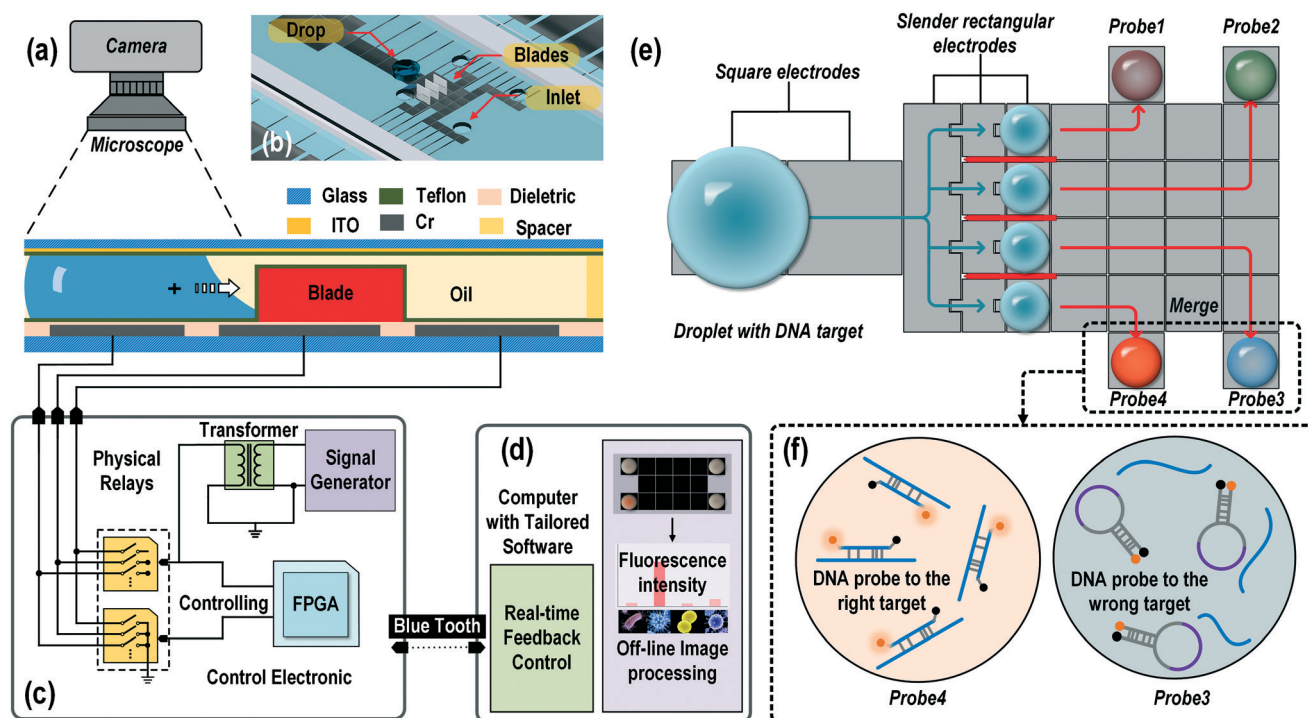 (a)
Camera
Microscope
Drop
Blades
Inlet
(b)
Glass
Teflon
Dieletric
ITO
Cr
Spacer
+
Blade
Oil
(c)
Physical
Relays
Transformer
Signal
Generator
Controlling
FPGA
Control Electronic
Blue Tooth
(d)
Computer
with Tailored
Software
Real-time
Feedback
Control
Fluorescence
intensity
Off-line Image
processing
(e)
Square electrodes
Slender rectangular
electrodes
Probe1
Probe2
Droplet with DNA target
Merge
Probe4
Probe3
(f)
DNA probe to the
right target
Probe4
DNA probe to the
wrong target
Probe3